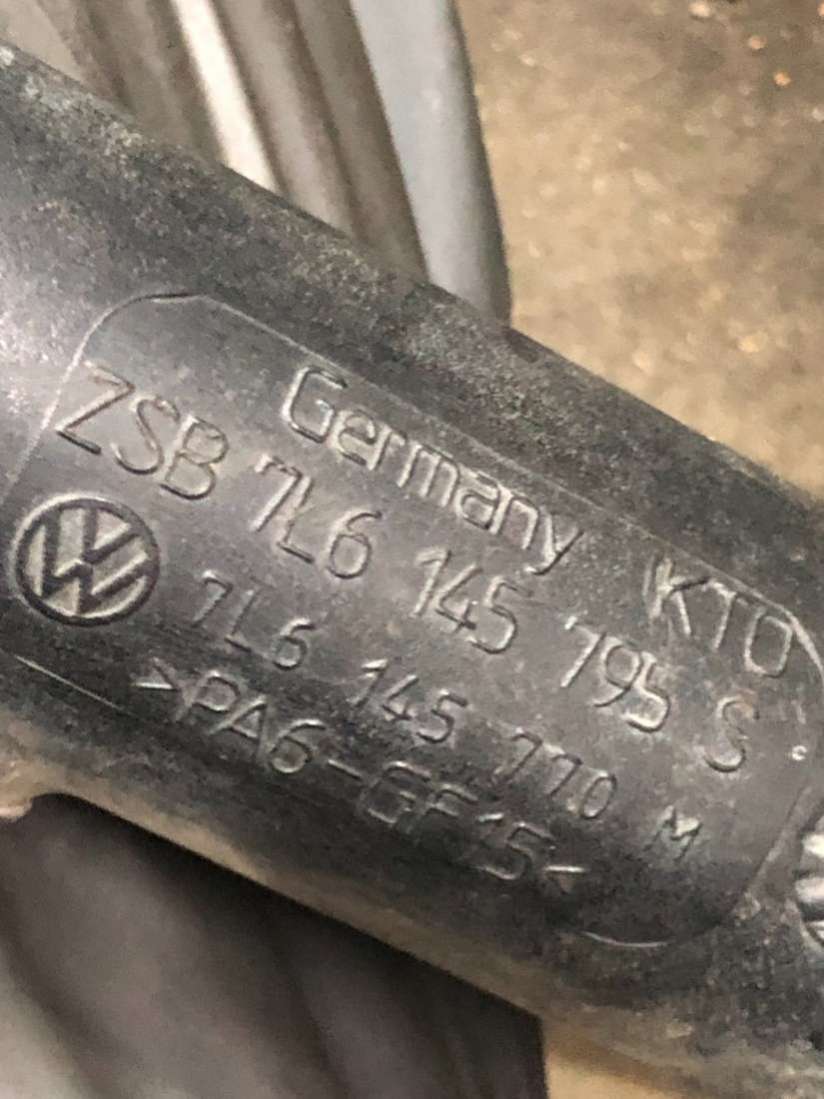 Germany KTO
ZSB 7L6 145 795 S
7L6 145 770 M
>PA6-GF15<